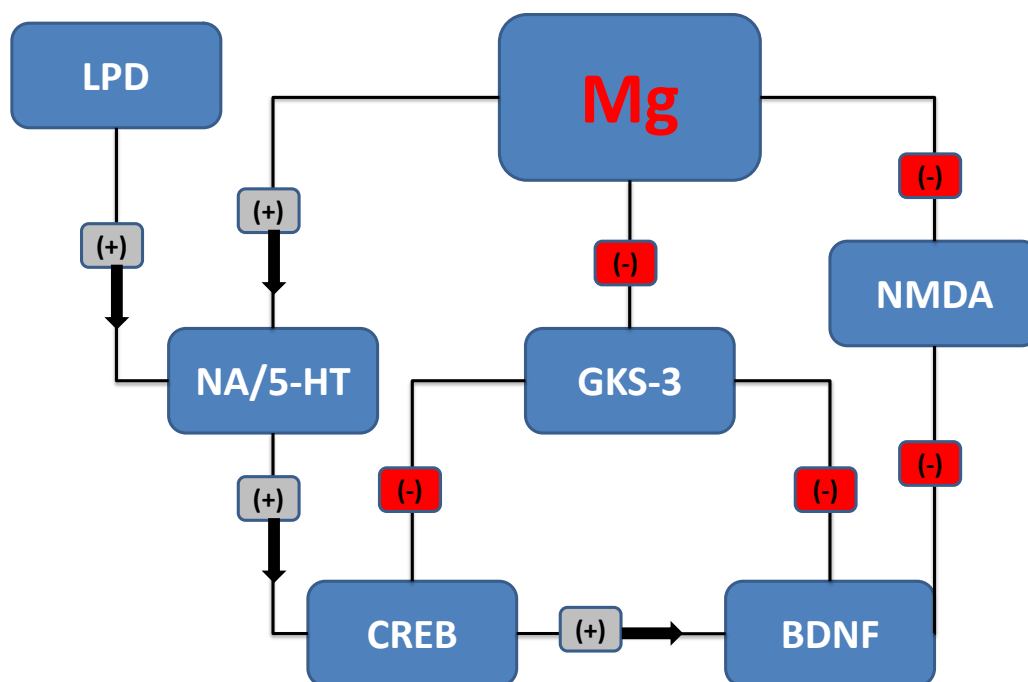 LPD
Mg
(-)
(+)
(+)
(-)
NMDA
NA/5-HT
GKS-3
(-)
(+)
(-)
(-)
CREB
(+)
BDNF